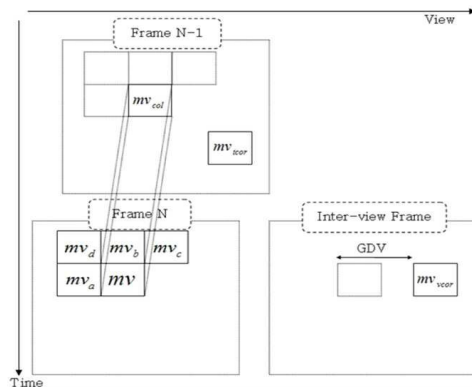 View
Frame N-1
mv_col
mv_tcor
Frame N
Inter-view Frame
mv_d mv_b mv_c
GDV
mv_a mv
mv_vcor
Time